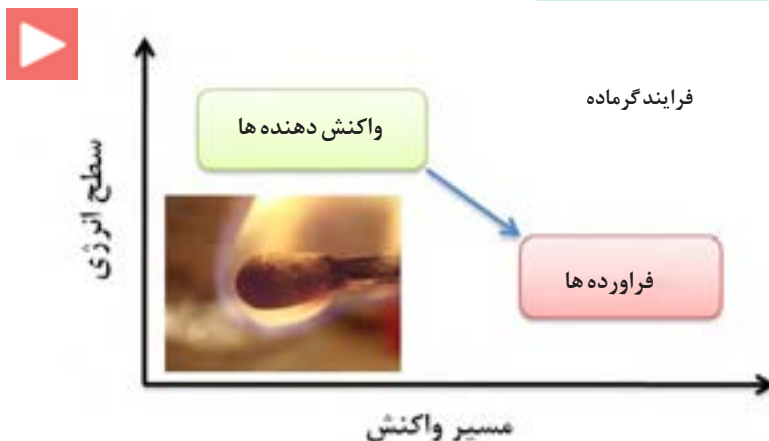 فرایند گرماده
واکنش دهنده ها
سطح انرژی
فراورده ها
مسیر واکنش